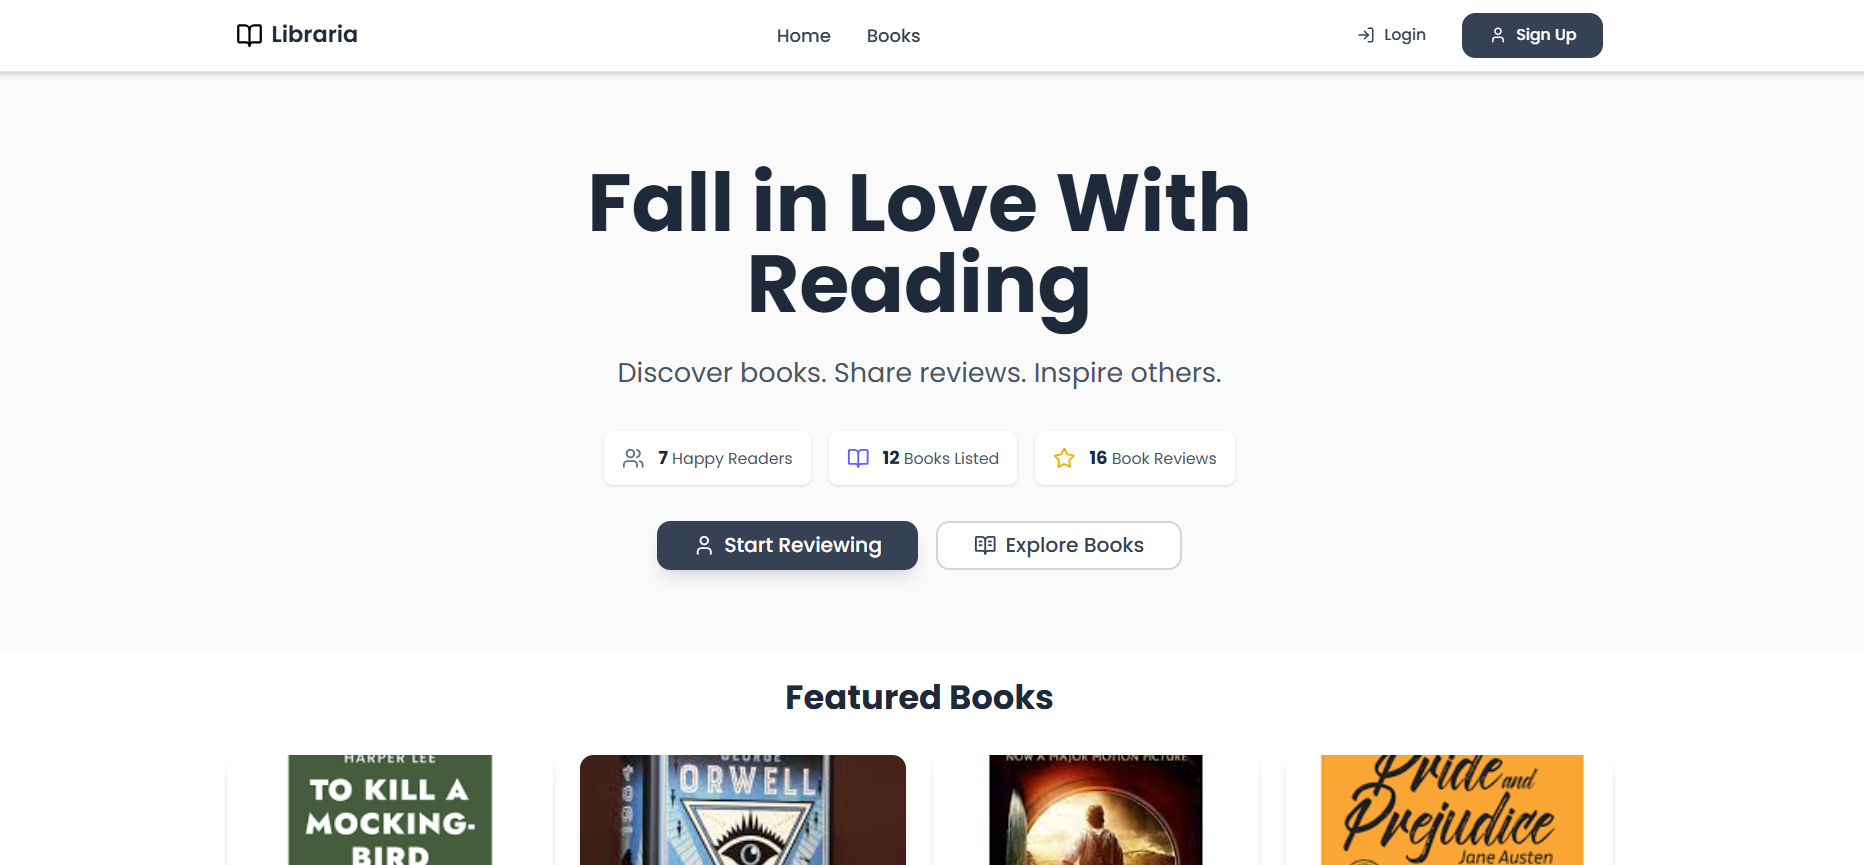 Libraria
Home
Books
Login
Sign Up
Fall in Love With
Reading
Discover books. Share reviews. Inspire others.
7 Happy Readers
12 Books Listed
16 Book Reviews
Start Reviewing
Explore Books
Featured Books
HARPER LEE
TO KILL A
MOCKING-
BIRD
GEORGE
ORWELL
1984
NOW A MAJOR MOTION PICTURE
Pride and
Prejudice
Jane Austen